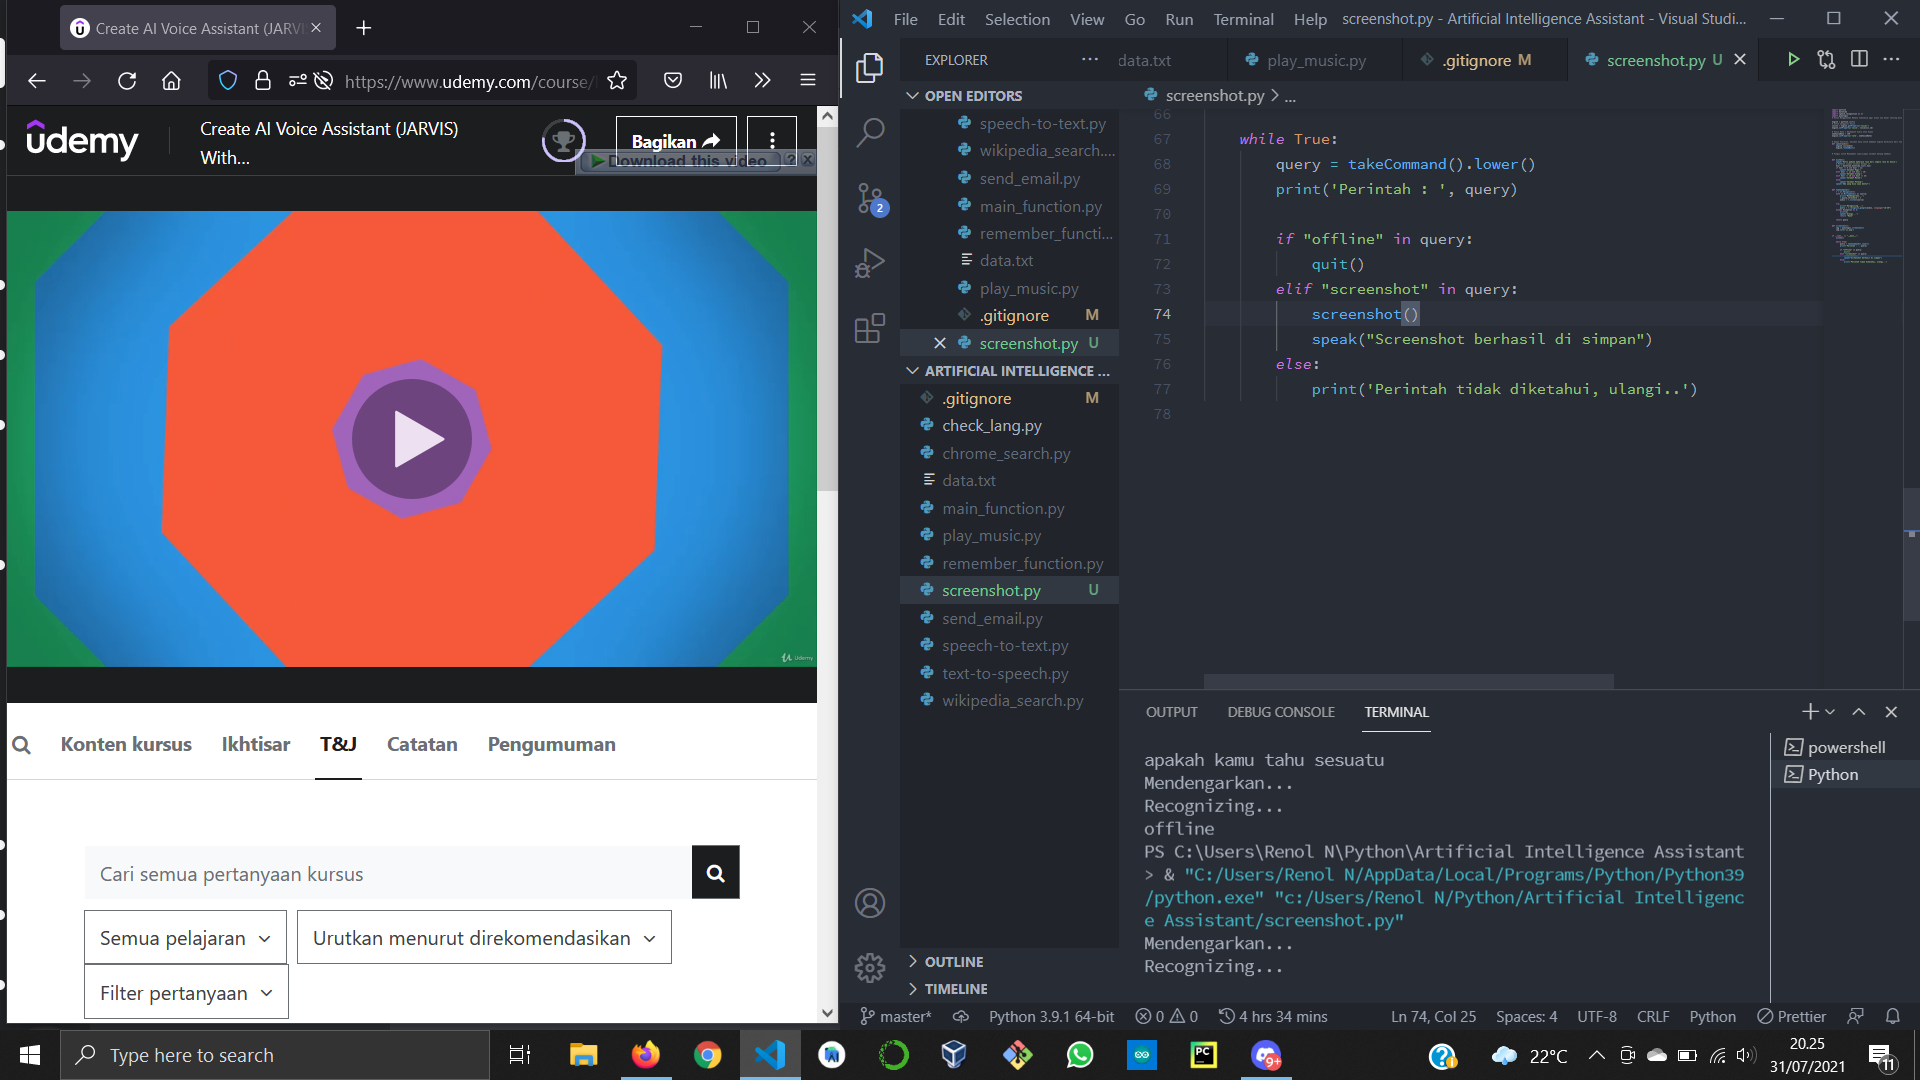 Create AI Voice Assistant (JARVI
https://www.udemy.com/course/
udemy
Create AI Voice Assistant (JARVIS)
With...
Bagikan
Download this video
Udemy
Konten kursus
Ikhtisar
T&J
Catatan
Pengumuman
Cari semua pertanyaan kursus
Semua pelajaran
Urutkan menurut direkomendasikan
Filter pertanyaan
File Edit Selection View Go Run Terminal Help
screenshot.py - Artificial Intelligence Assistant - Visual Studi...
EXPLORER
data.txt
play_music.py
.gitignore M
screenshot.py U
OPEN EDITORS
speech-to-text.py
wikipedia_search....
send_email.py
main_function.py
remember_functi...
data.txt
play_music.py
.gitignore M
screenshot.py U
ARTIFICIAL INTELLIGENCE ...
.gitignore M
check_lang.py
chrome_search.py
data.txt
main_function.py
play_music.py
remember_function.py
screenshot.py U
send_email.py
speech-to-text.py
text-to-speech.py
wikipedia_search.py
OUTLINE
TIMELINE
2
screenshot.py > ...
66
67 while True:
68 query = takeCommand().lower()
69 print('Perintah : ', query)
70
71 if "offline" in query:
72 quit()
73 elif "screenshot" in query:
74 screenshot()
75 speak("Screenshot berhasil di simpan")
76 else:
77 print('Perintah tidak diketahui, ulangi..')
78
OUTPUT
DEBUG CONSOLE
TERMINAL
apakah kamu tahu sesuatu
Mendengarkan...
Recognizing...
offline
PS C:\Users\Renol N\Python\Artificial Intelligence Assistant
> & "C:/Users/Renol N/AppData/Local/Programs/Python/Python39
/python.exe" "c:/Users/Renol N/Python/Artificial Intelligenc
e Assistant/screenshot.py"
Mendengarkan...
Recognizing...
powershell
Python
master*
Python 3.9.1 64-bit
0
0
4 hrs 34 mins
Ln 74, Col 25
Spaces: 4
UTF-8
CRLF
Python
Prettier
Type here to search
PC
9+
22°C
20.25
31/07/2021
11